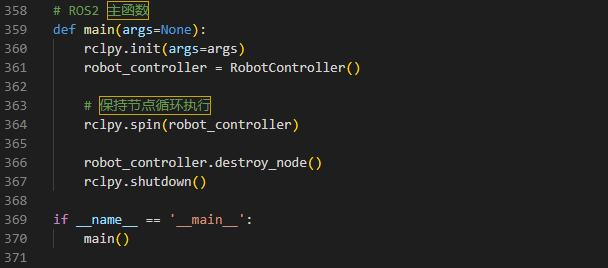 358 # ROS2 主函数
359 def main(args=None):
360     rclpy.init(args=args)
361     robot_controller = RobotController()
362
363     # 保持节点循环执行
364     rclpy.spin(robot_controller)
365
366     robot_controller.destroy_node()
367     rclpy.shutdown()
368
369 if __name__ == '__main__':
370     main()
371